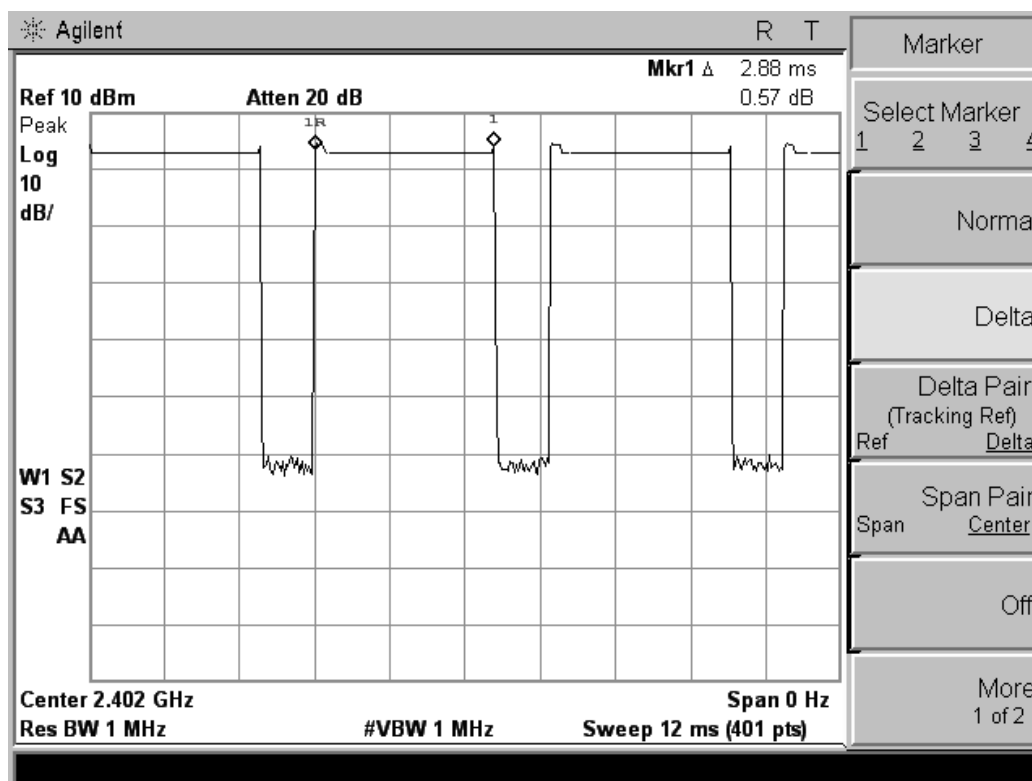 Agilent R T
Mkr1 Δ 2.88 ms
Ref 10 dBm Atten 20 dB 0.57 dB
Peak
Log
10
dB/
1R 1
W1 S2
S3 FS
AA
Center 2.402 GHz Span 0 Hz
Res BW 1 MHz #VBW 1 MHz Sweep 12 ms (401 pts)
Marker
Select Marker
1 2 3 4
Norma
Delta
Delta Pair
(Tracking Ref)
Ref Delta
Span Pair
Span Center
Off
More
1 of 2